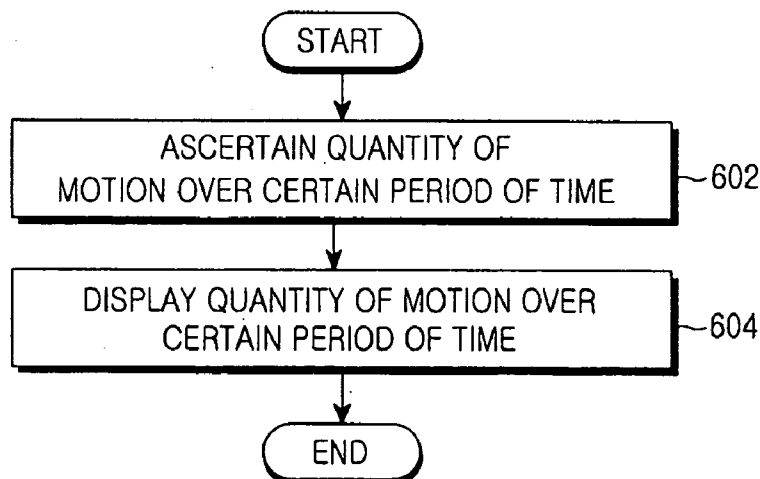 START
ASCERTAIN QUANTITY OF
MOTION OVER CERTAIN PERIOD OF TIME
602
DISPLAY QUANTITY OF MOTION OVER
CERTAIN PERIOD OF TIME
604
END